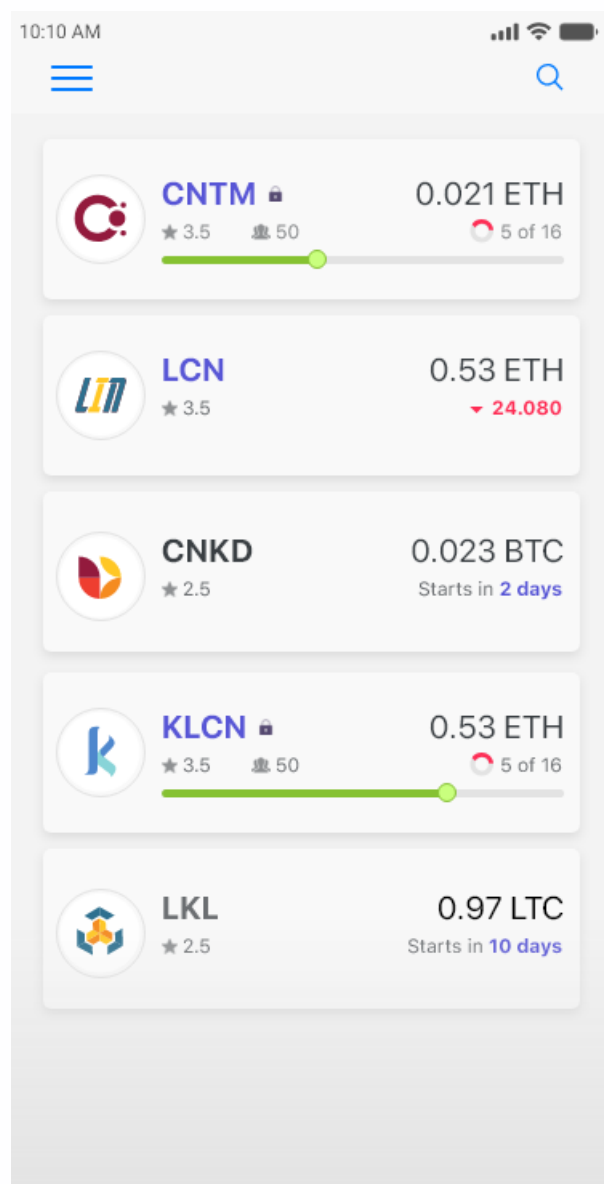 10:10 AM
CNTM 0.021 ETH
3.5 50 5 of 16
LIN
LCN 0.53 ETH
3.5 24.080
CNKD 0.023 BTC
2.5 Starts in 2 days
k
KLCN 0.53 ETH
3.5 50 5 of 16
LKL 0.97 LTC
2.5 Starts in 10 days